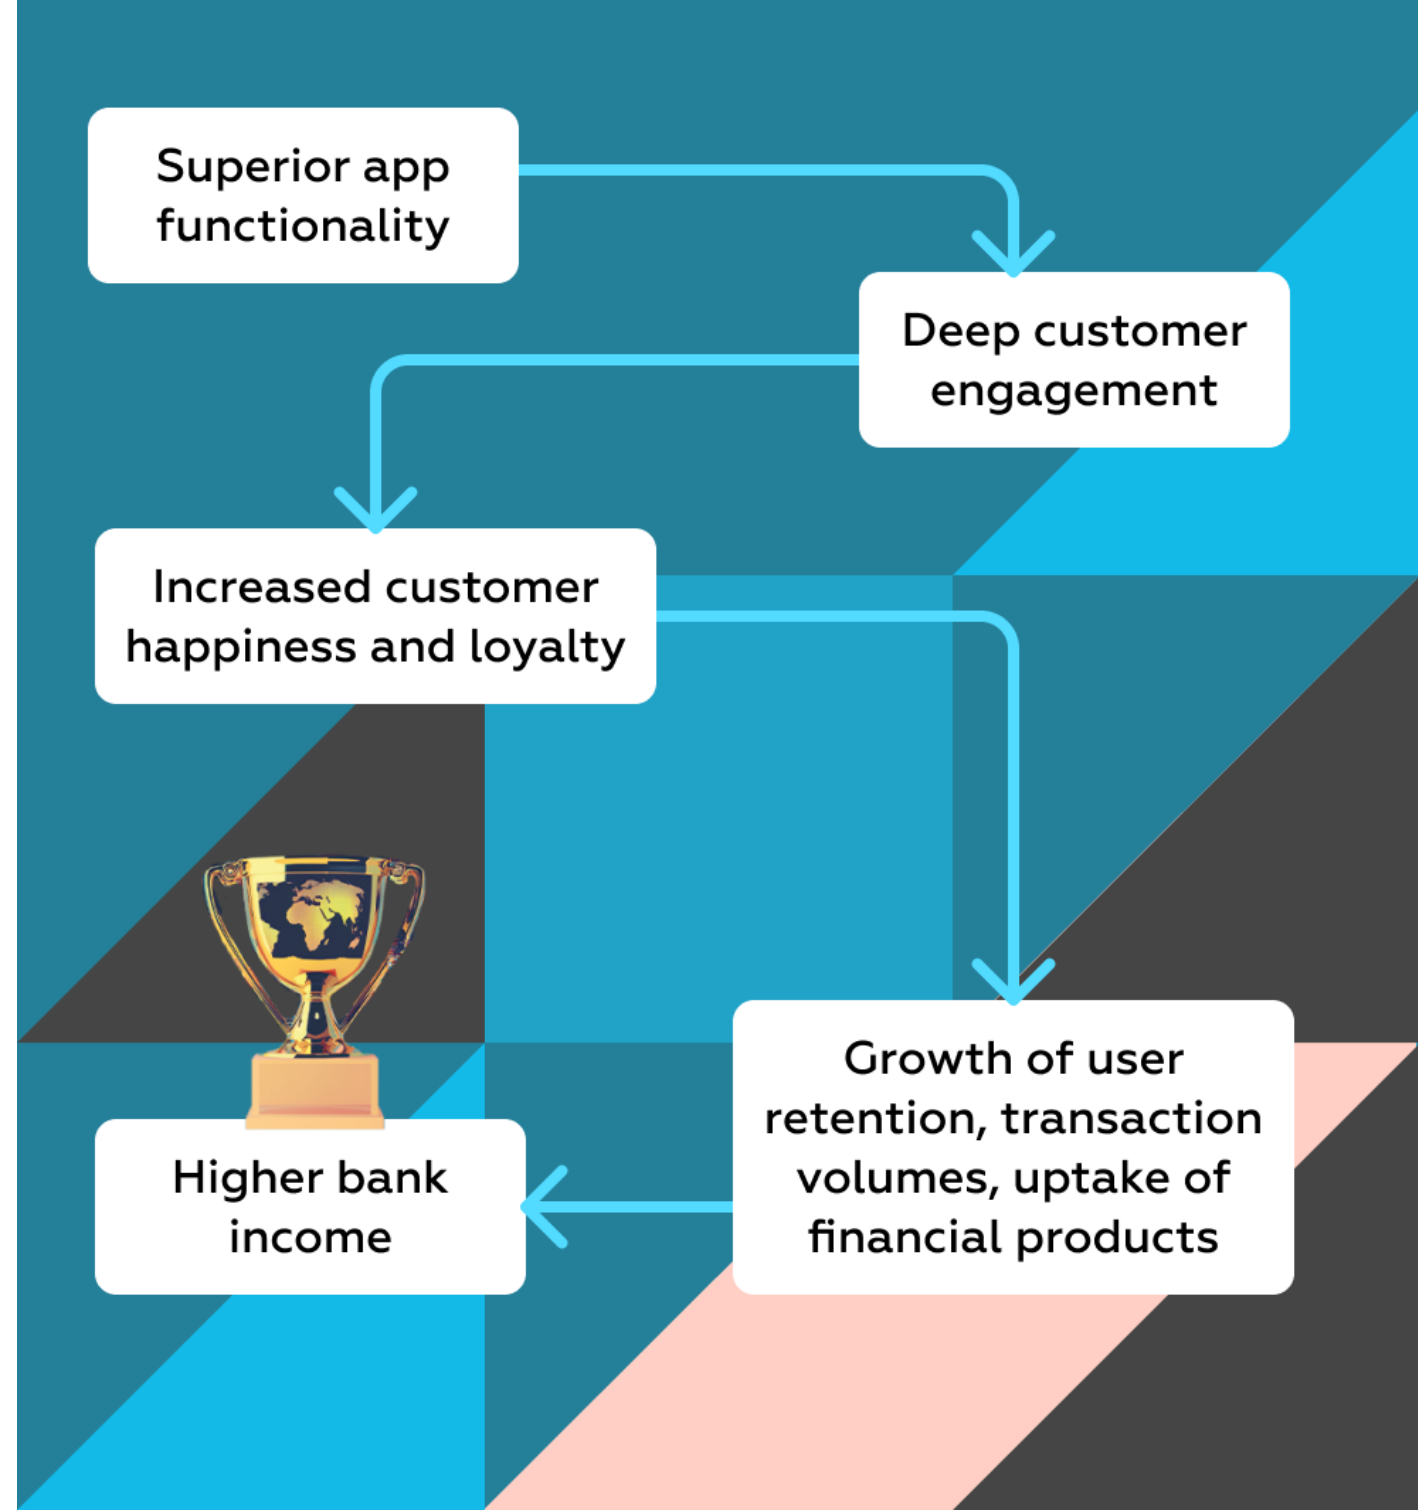 Superior app
functionality
Deep customer
engagement
Increased customer
happiness and loyalty
Growth of user
retention, transaction
volumes, uptake of
financial products
Higher bank
income